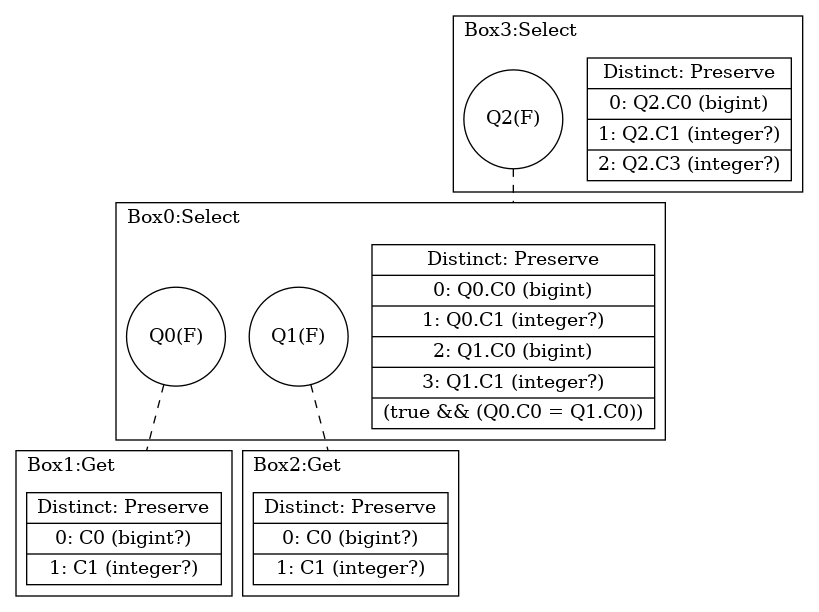 Box3:Select
Q2(F)
Distinct: Preserve
0: Q2.C0 (bigint)
1: Q2.C1 (integer?)
2: Q2.C3 (integer?)
Box0:Select
Q0(F)
Q1(F)
Distinct: Preserve
0: Q0.C0 (bigint)
1: Q0.C1 (integer?)
2: Q1.C0 (bigint)
3: Q1.C1 (integer?)
(true && (Q0.C0 = Q1.C0))
Box1:Get
Distinct: Preserve
0: C0 (bigint?)
1: C1 (integer?)
Box2:Get
Distinct: Preserve
0: C0 (bigint?)
1: C1 (integer?)